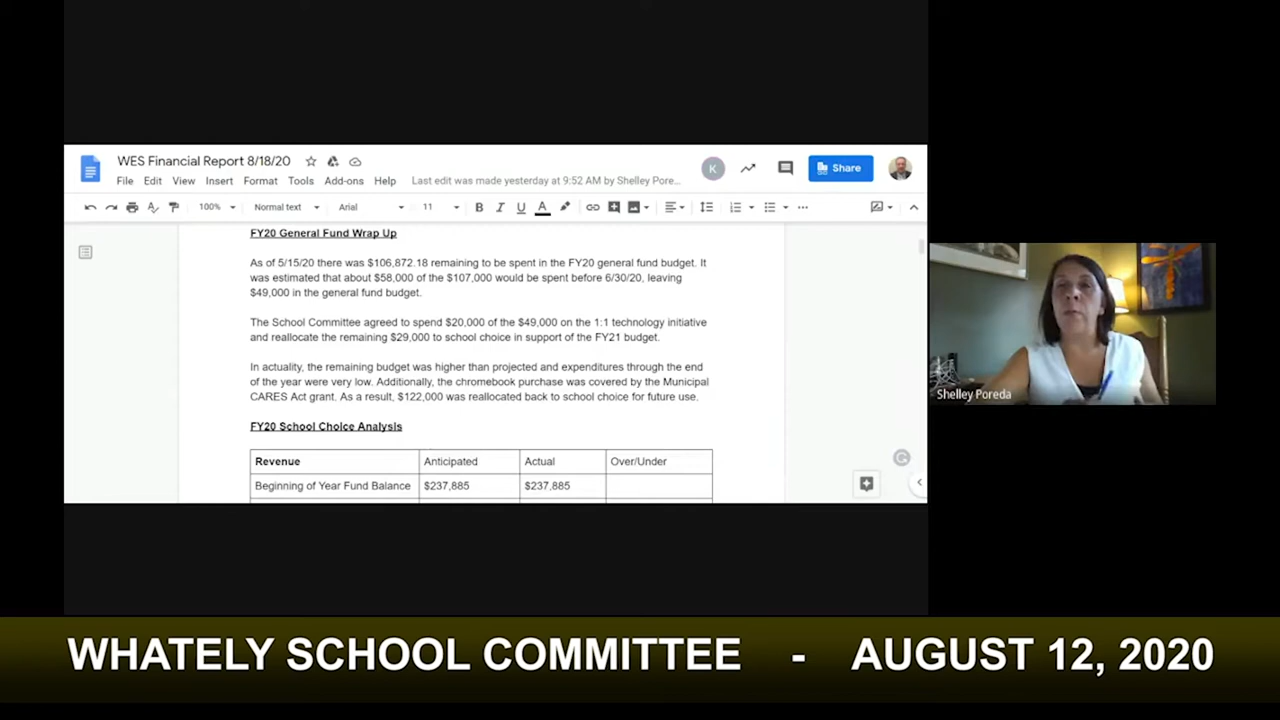 WES Financial Report 8/18/20
K
Share
File Edit View Insert Format Tools Add-ons Help Last edit was made yesterday at 9:52 AM by Shelley Pore...
100% Normal text Arial 11 B I U A
FY20 General Fund Wrap Up
As of 5/15/20 there was $106,872.18 remaining to be spent in the FY20 general fund budget. It
was estimated that about $58,000 of the $107,000 would be spent before 6/30/20, leaving
$49,000 in the general fund budget.
The School Committee agreed to spend $20,000 of the $49,000 on the 1:1 technology initiative
and reallocate the remaining $29,000 to school choice in support of the FY21 budget.
In actuality, the remaining budget was higher than projected and expenditures through the end
of the year were very low. Additionally, the chromebook purchase was covered by the Municipal
CARES Act grant. As a result, $122,000 was reallocated back to school choice for future use.
FY20 School Choice Analysis
Revenue Anticipated Actual Over/Under
Beginning of Year Fund Balance $237,885 $237,885
Shelley Poreda
WHATELY SCHOOL COMMITTEE - AUGUST 12, 2020